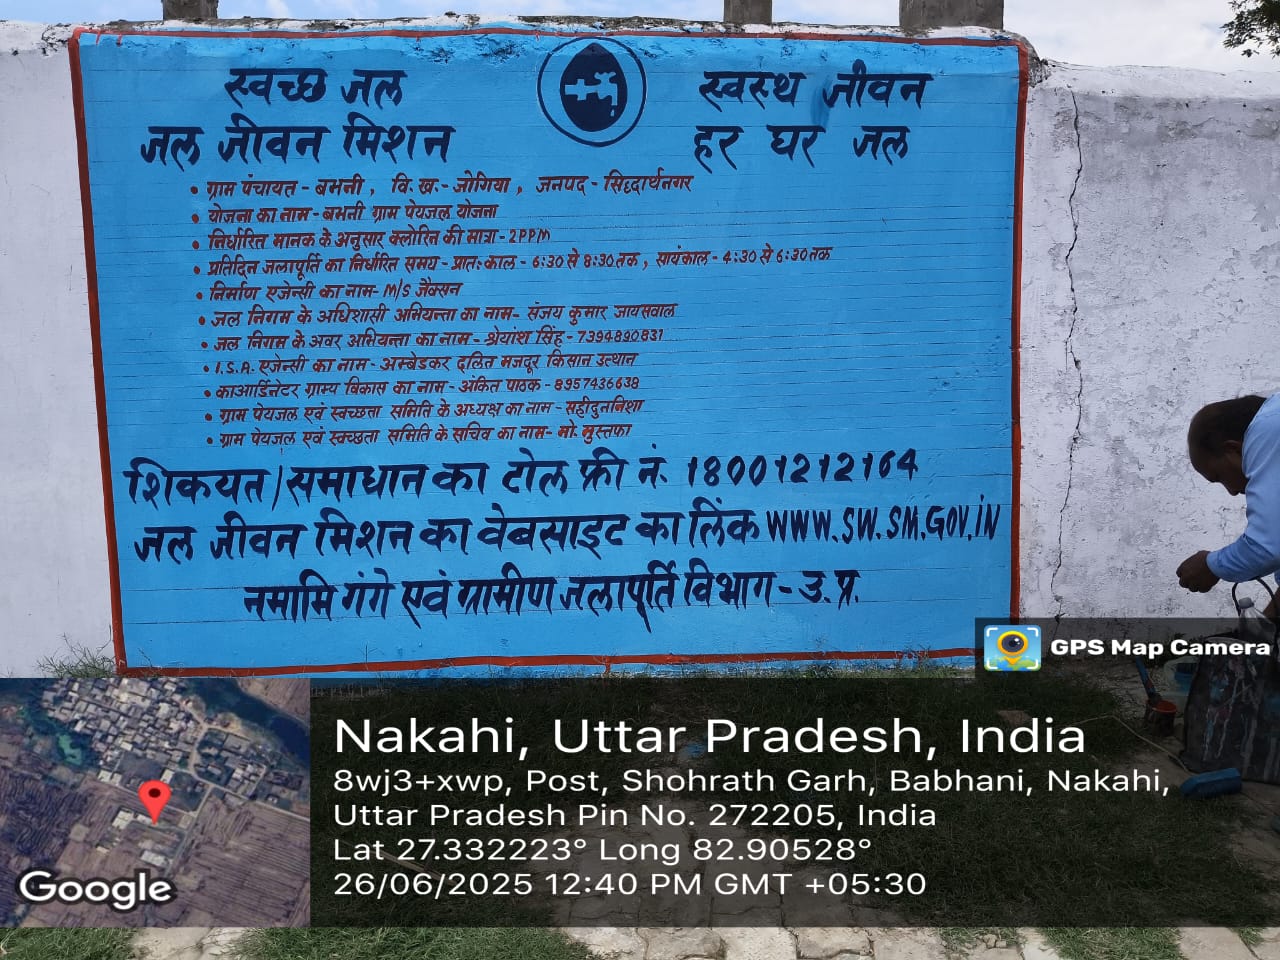 स्वच्छ जल
स्वस्थ जीवन
जल जीवन मिशन
हर घर जल
• ग्राम पंचायत - बभनी, वि.ख.- जोगिया, जनपद - सिद्धार्थनगर
• योजना का नाम - बभनी ग्राम पेयजल योजना
• निर्धारित मानक के अनुसार क्लोरिन की मात्रा - 2PPM
• प्रतिदिन जलापूर्ति का निर्धारित समय - प्रात:काल - 6:30 से 8:30 तक, सायंकाल - 4:30 से 6:30 तक
• निर्माण एजेन्सी का नाम- M/S जैक्सन
• जल निगम के अधिशासी अभियन्ता का नाम- संजय कुमार जायसवाल
• जल निगम के अवर अभियन्ता का नाम - श्रेयांश सिंह - 7394890831
• I.S.A. एजेन्सी का नाम - अम्बेडकर दलित मजदूर किसान उत्थान
• काआर्डिनेटर ग्राम्य विकास का नाम - अंकित पाठक - 8957436638
• ग्राम पेयजल एवं स्वच्छता समिति के अध्यक्ष का नाम - सहीदुननिशा
• ग्राम पेयजल एवं स्वच्छता समिति के सचिव का नाम- मो. मुस्तफा
शिकयत/समाधान का टोल फ्री नं. 18001212164
जल जीवन मिशन का वेबसाइट का लिंक WWW.SW.SM.GOV.IN
नमामि गंगे एवं ग्रामीण जलापूर्ति विभाग - उ.प्र.
GPS Map Camera
Nakahi, Uttar Pradesh, India
8wj3+xwp, Post, Shohrath Garh, Babhani, Nakahi,
Uttar Pradesh Pin No. 272205, India
Lat 27.332223° Long 82.90528°
26/06/2025 12:40 PM GMT +05:30
Google